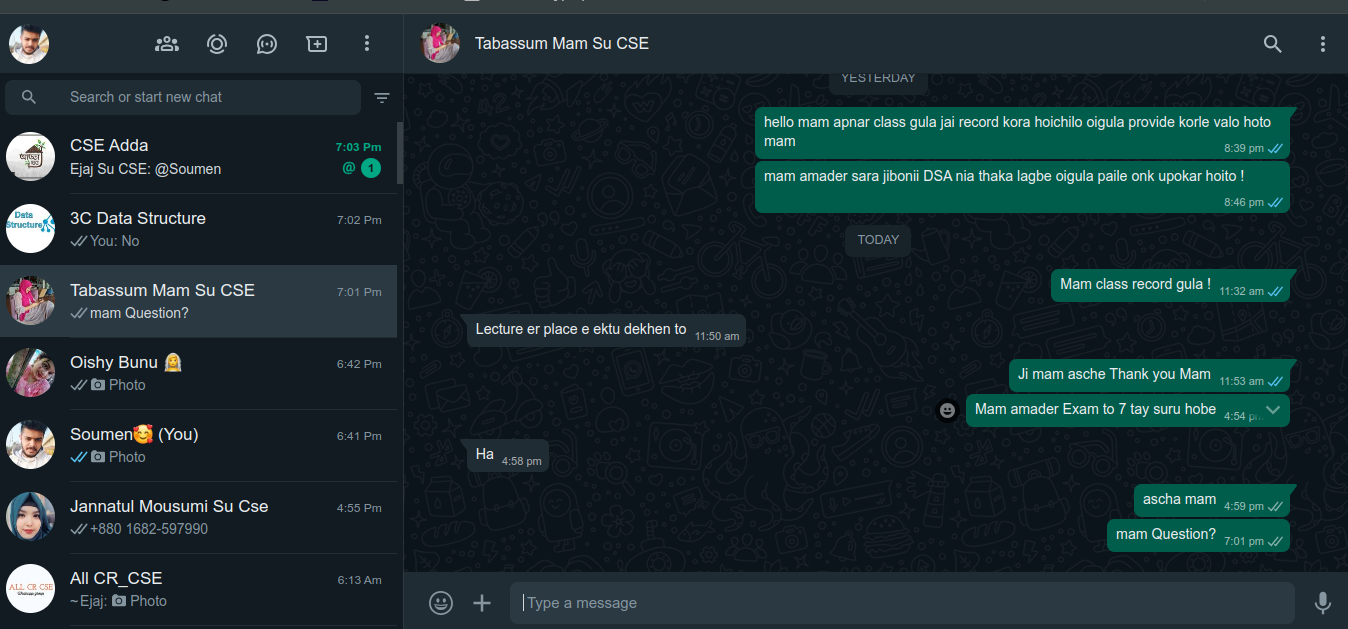 Search or start new chat
CSE Adda
7:03 Pm
Ejaj Su CSE: @Soumen
@ 1
Data
Structure
3C Data Structure
7:02 Pm
You: No
Tabassum Mam Su CSE
7:01 Pm
mam Question?
Oishy Bunu 👰
6:42 Pm
Photo
Soumen🥰 (You)
6:41 Pm
Photo
Jannatul Mousumi Su Cse
4:55 Pm
+880 1682-597990
ALL CR CSE
All CR_CSE
6:13 Am
~Ejaj: Photo
Tabassum Mam Su CSE
YESTERDAY
hello mam apnar class gula jai record kora hoichilo oigula provide korle valo hoto
mam
8:39 pm
mam amader sara jibonii DSA nia thaka lagbe oigula paile onk upokar hoito !
8:46 pm
TODAY
Mam class record gula !
11:32 am
Lecture er place e ektu dekhen to
11:50 am
Ji mam asche Thank you Mam
11:53 am
Mam amader Exam to 7 tay suru hobe
4:54 p
Ha
4:58 pm
ascha mam
4:59 pm
mam Question?
7:01 pm
Type a message